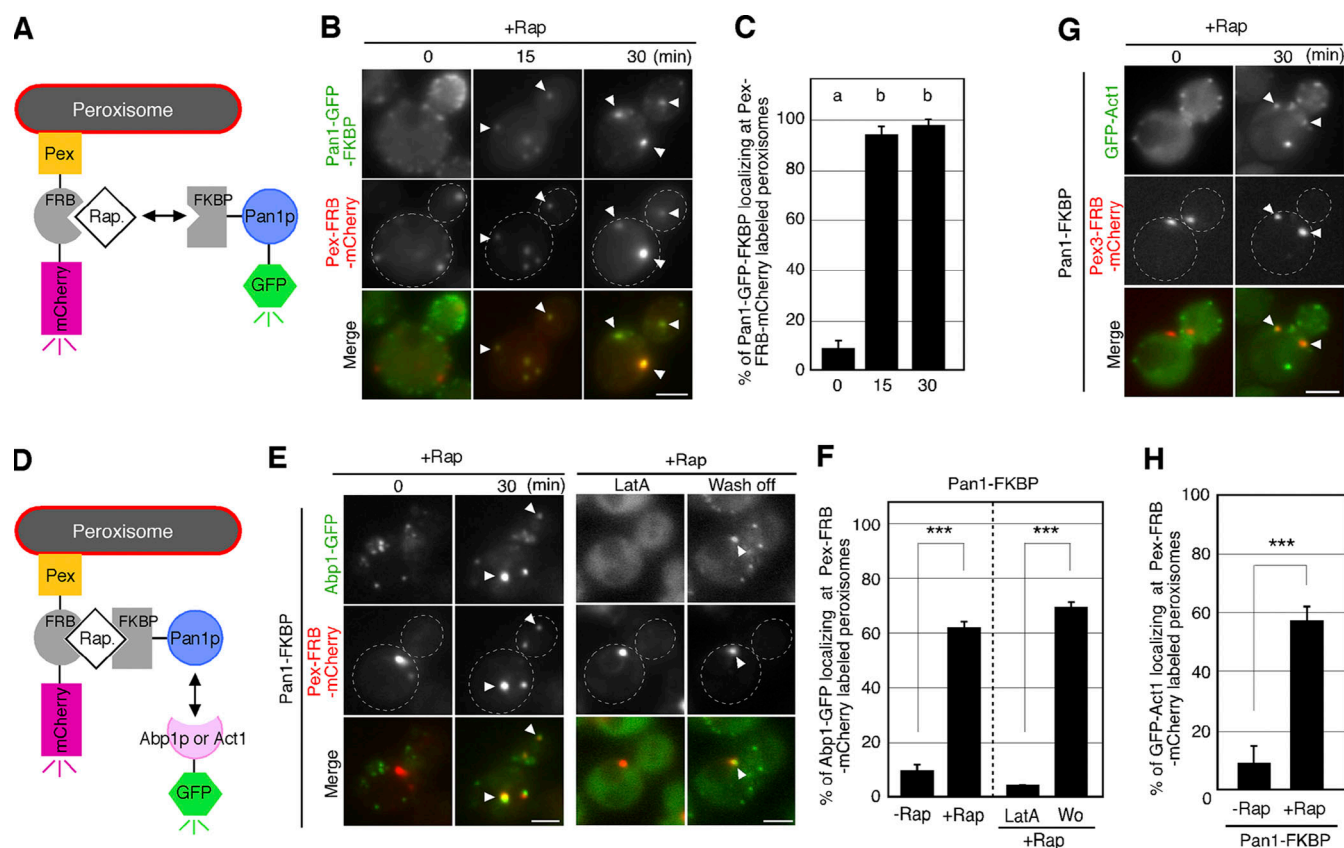 A
Peroxisome
Pex
FRB
Rap.
FKBP
Pan1p
mCherry
GFP
B
+Rap
0 15 30 (min)
Pan1-GFP
-FKBP
Pex-FRB
-mCherry
Merge
C
% of Pan1-GFP-FKBP localizing at Pex-
FRB-mCherry labeled peroxisomes
a b b
100
80
60
40
20
0
0 15 30
G
+Rap
0 30 (min)
Pan1-FKBP
GFP-Act1
Pex3-FRB
-mCherry
Merge
D
Peroxisome
Pex
FRB
Rap.
FKBP
Pan1p
mCherry
Abp1p or Act1
GFP
E
+Rap
0 30 (min)
+Rap
LatA Wash off
Pan1-FKBP
Abp1-GFP
Pex-FRB
-mCherry
Merge
F
Pan1-FKBP
% of Abp1-GFP localizing at Pex-FRB
-mCherry labeled peroxisomes
*** ***
100
80
60
40
20
0
-Rap +Rap LatA Wo
+Rap
H
% of GFP-Act1 localizing at Pex-FRB
-mCherry labeled peroxisomes
***
100
80
60
40
20
0
-Rap +Rap
Pan1-FKBP